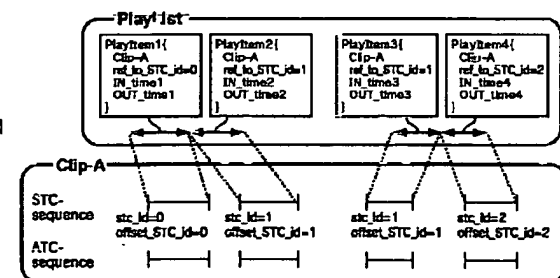 PlayList
PlayItem1{
Clip-A
ref_to_STC_id=0
IN_time1
OUT_time1
}
PlayItem2{
Clip-A
ref_to_STC_id=1
IN_time2
OUT_time2
}
PlayItem3{
Clip-A
ref_to_STC_id=1
IN_time3
OUT_time3
}
PlayItem4{
Clip-A
ref_to_STC_id=2
IN_time4
OUT_time4
}
Clip-A
STC-
sequence
stc_id=0
offset_STC_id=0
stc_id=1
offset_STC_id=1
stc_id=1
offset_STC_id=1
stc_id=2
offset_STC_id=2
ATC-
sequence